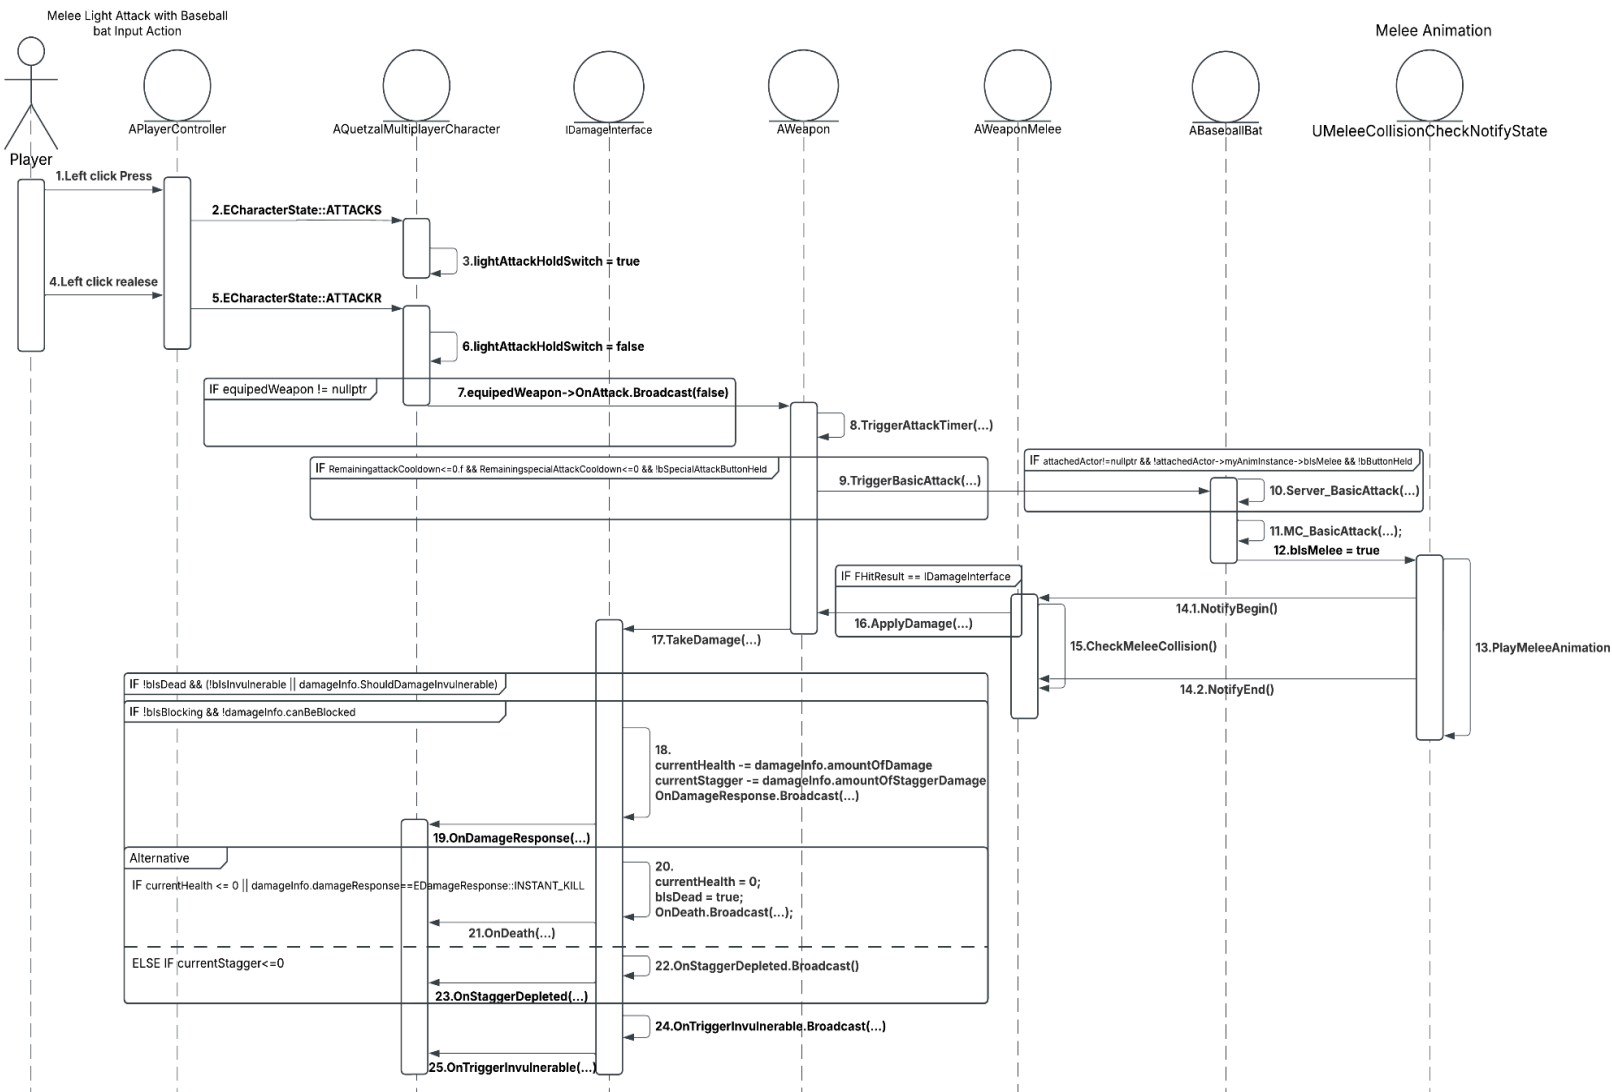 Melee Light Attack with Baseball
bat Input Action
Melee Animation
APlayerController
AQuetzalMultiplayerCharacter
IDamageInterface
AWeapon
AWeaponMelee
ABaseballBat
UMeleeCollisionCheckNotifyState
Player
1.Left click Press
2.ECharacterState::ATTACKS
3.lightAttackHoldSwitch = true
4.Left click realese
5.ECharacterState::ATTACKR
6.lightAttackHoldSwitch = false
IF equipedWeapon != nullptr
7.equipedWeapon->OnAttack.Broadcast(false)
8.TriggerAttackTimer(...)
IF RemainingattackCooldown<=0.f && RemainingspecialAttackCooldown<=0 && !bSpecialAttackButtonHeld
9.TriggerBasicAttack(...)
IF attachedActor!=nullptr && !attachedActor->myAnimInstance->bIsMelee && !bButtonHeld
10.Server_BasicAttack(...)
11.MC_BasicAttack(...);
12.bIsMelee = true
IF FHitResult == IDamageInterface
14.1.NotifyBegin()
16.ApplyDamage(...)
17.TakeDamage(...)
15.CheckMeleeCollision()
13.PlayMeleeAnimation
14.2.NotifyEnd()
IF !bIsDead && (!bIsInvulnerable || damageInfo.ShouldDamageInvulnerable)
IF !bIsBlocking && !damageInfo.canBeBlocked
18.
currentHealth -= damageInfo.amountOfDamage
currentStagger -= damageInfo.amountOfStaggerDamage
OnDamageResponse.Broadcast(...)
19.OnDamageResponse(...)
Alternative
IF currentHealth <= 0 || damageInfo.damageResponse==EDamageResponse::INSTANT_KILL
20.
currentHealth = 0;
bIsDead = true;
OnDeath.Broadcast(...);
21.OnDeath(...)
ELSE IF currentStagger<=0
22.OnStaggerDepleted.Broadcast()
23.OnStaggerDepleted(...)
24.OnTriggerInvulnerable.Broadcast(...)
25.OnTriggerInvulnerable(...)